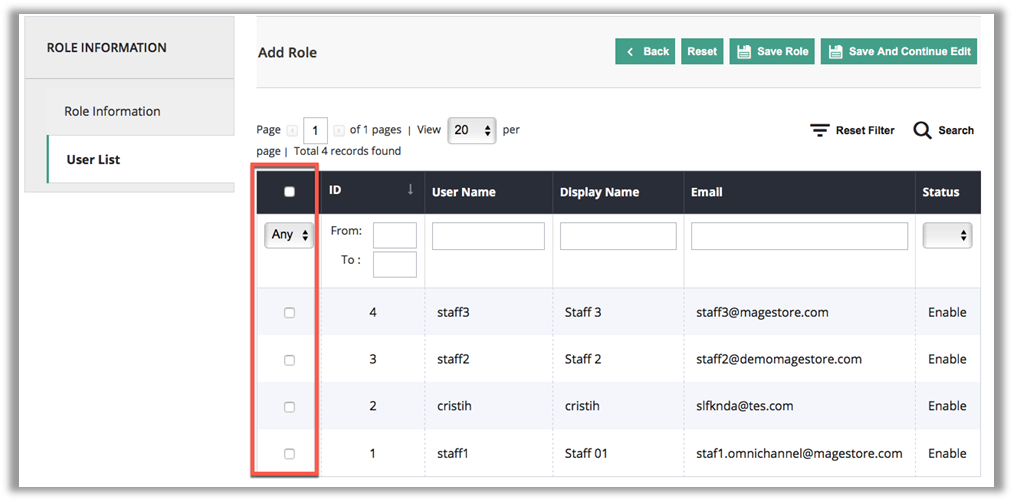 ROLE INFORMATION
Role Information
User List
Add Role
Back Reset Save Role Save And Continue Edit
Page 1 of 1 pages | View 20 per
page | Total 4 records found
Reset Filter Search
ID User Name Display Name Email Status
Any From:
To :
4 staff3 Staff 3 staff3@magestore.com Enable
3 staff2 Staff 2 staff2@demomagestore.com Enable
2 cristih cristih slfknda@tes.com Enable
1 staff1 Staff 01 staf1.omnichannel@magestore.com Enable